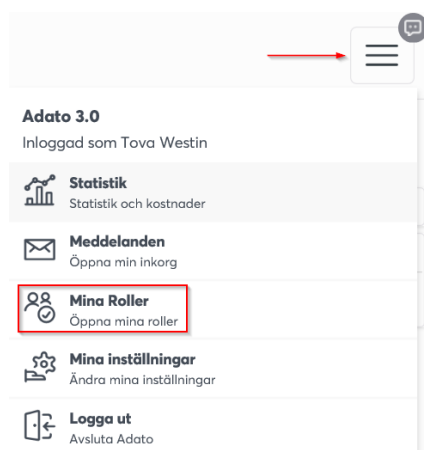 Adato 3.0
Inloggad som Tova Westin
Statistik
Statistik och kostnader
Meddelanden
Öppna min inkorg
Mina Roller
Öppna mina roller
Mina inställningar
Ändra mina inställningar
Logga ut
Avsluta Adato